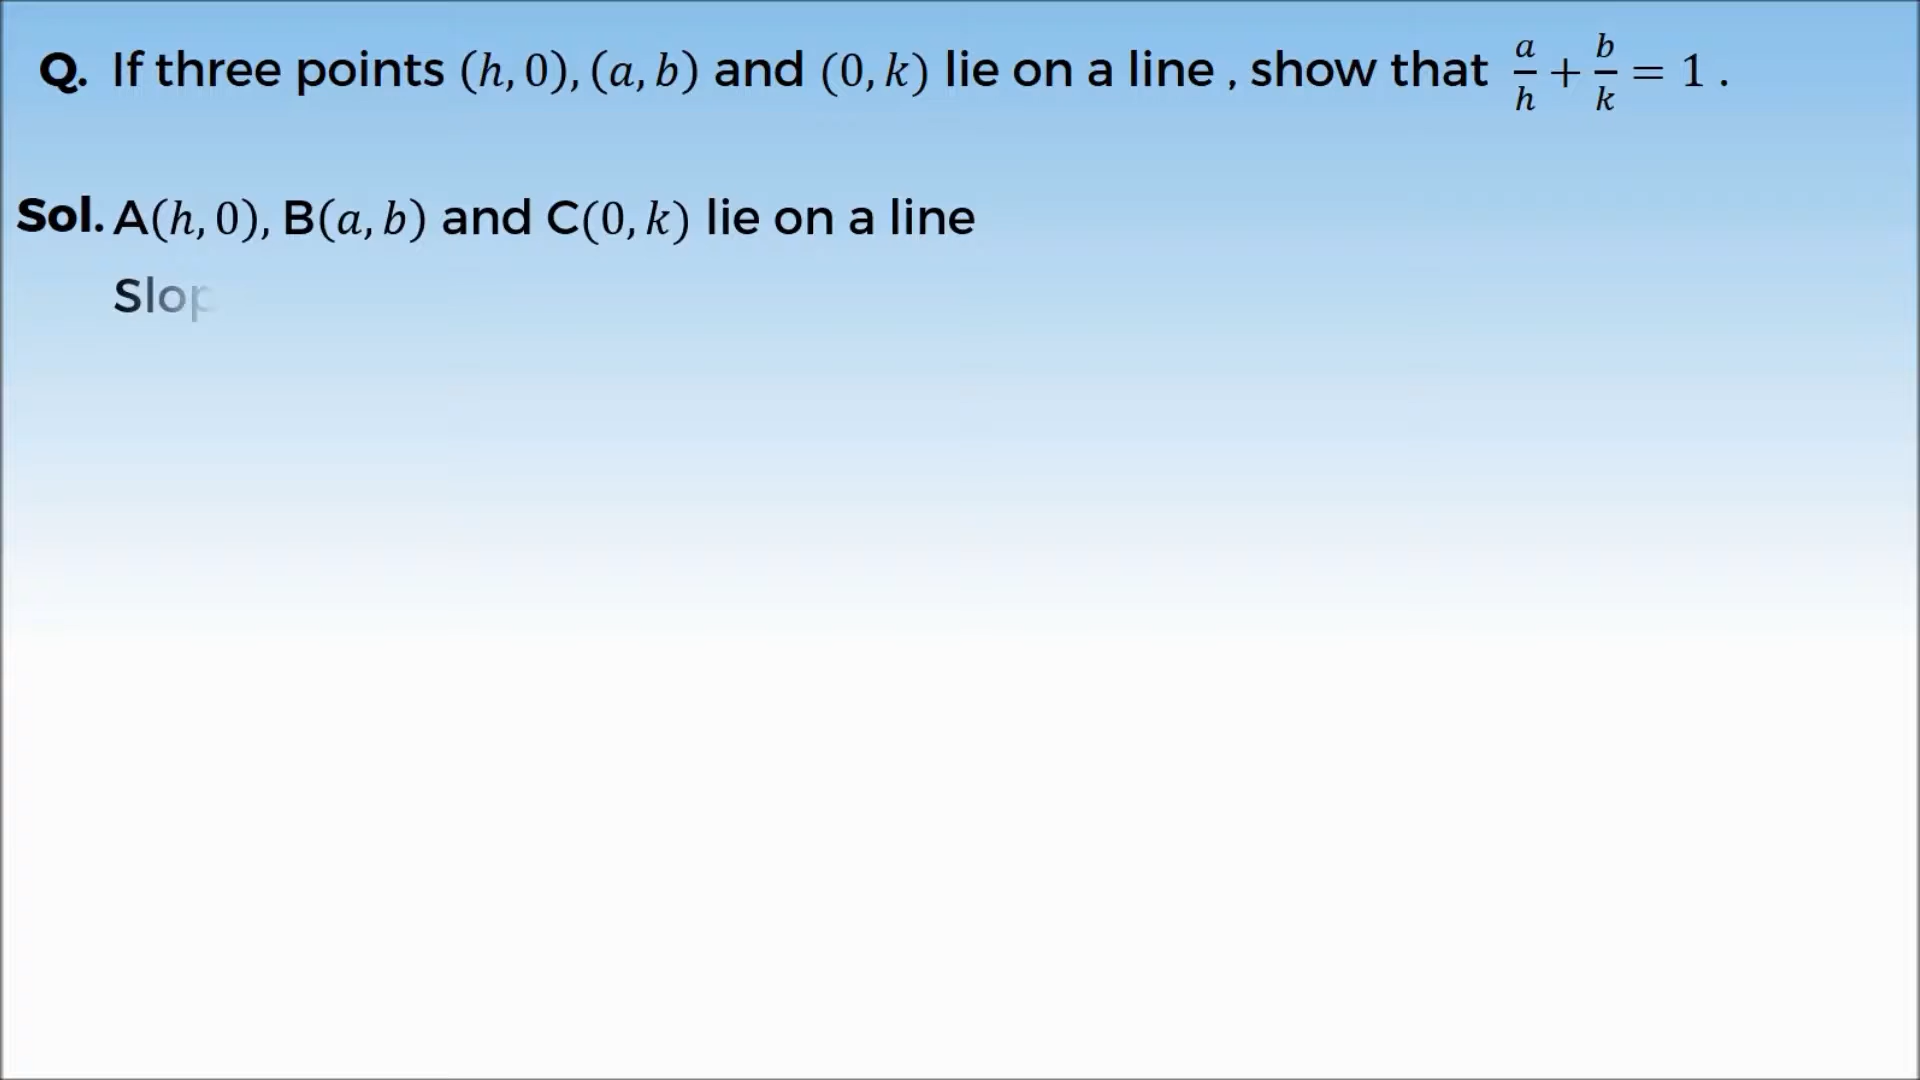 Q. If three points (h, 0), (a, b) and (0, k) lie on a line , show that a/h + b/k = 1 .
Sol. A(h, 0), B(a, b) and C(0, k) lie on a line
Slop